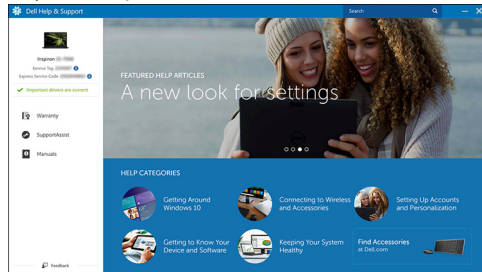 Dell Help & Support
Search
Inspiron
Service Tag:
Express Service Code:
Important drivers are current
Warranty
SupportAssist
Manuals
Feedback
FEATURED HELP ARTICLES
A new look for settings
HELP CATEGORIES
Getting Around
Windows 10
Connecting to Wireless
and Accessories
Setting Up Accounts
and Personalization
Getting to Know Your
Device and Software
Keeping Your System
Healthy
Find Accessories
at Dell.com